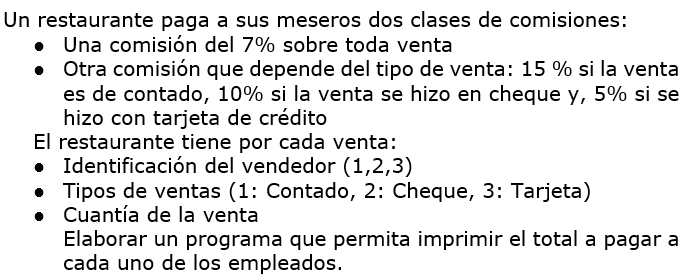 Un restaurante paga a sus meseros dos clases de comisiones:
● Una comisión del 7% sobre toda venta
● Otra comisión que depende del tipo de venta: 15 % si la venta
es de contado, 10% si la venta se hizo en cheque y, 5% si se
hizo con tarjeta de crédito
El restaurante tiene por cada venta:
● Identificación del vendedor (1,2,3)
● Tipos de ventas (1: Contado, 2: Cheque, 3: Tarjeta)
● Cuantía de la venta
Elaborar un programa que permita imprimir el total a pagar a
cada uno de los empleados.